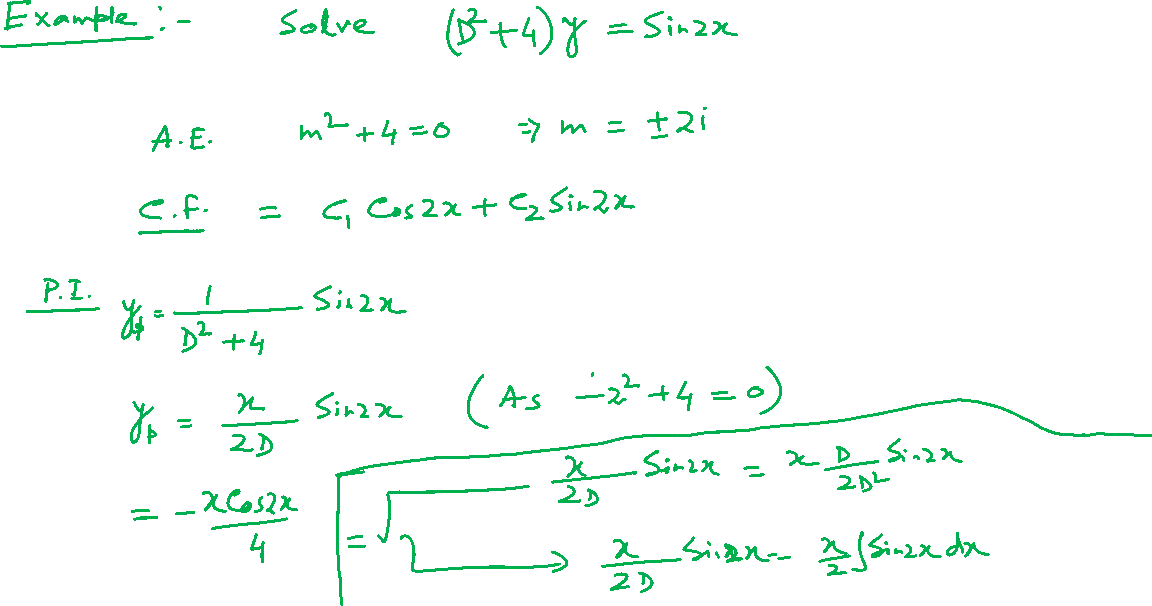 Example :- Solve (D²+4)y = Sin2x
A.E. m²+4=0 ⇒ m = ±2i
C.F. = C₁ Cos2x + C₂ Sin2x
P.I. yₚ = 1/(D²+4) Sin2x
yₚ = x/2D Sin2x (As -2²+4=0)
= -xCos2x/4
x/2D Sin2x = x D/2D² Sin2x
= x/2D Sin2x = x/2 ∫Sin2x dx